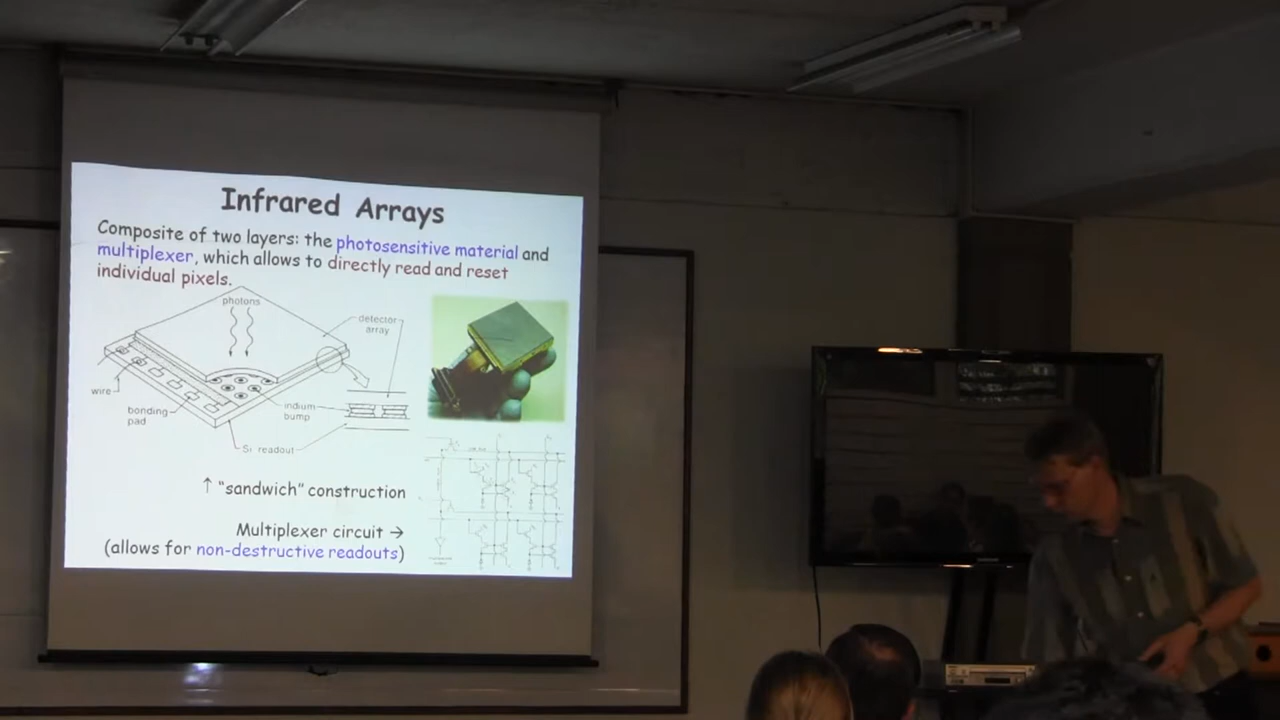 Infrared Arrays
Composite of two layers: the photosensitive material and
multiplexer, which allows to directly read and reset
individual pixels.
photons
detector
array
wire
bonding
pad
indium
bump
Si readout
↑ "sandwich" construction
Multiplexer circuit →
(allows for non-destructive readouts)